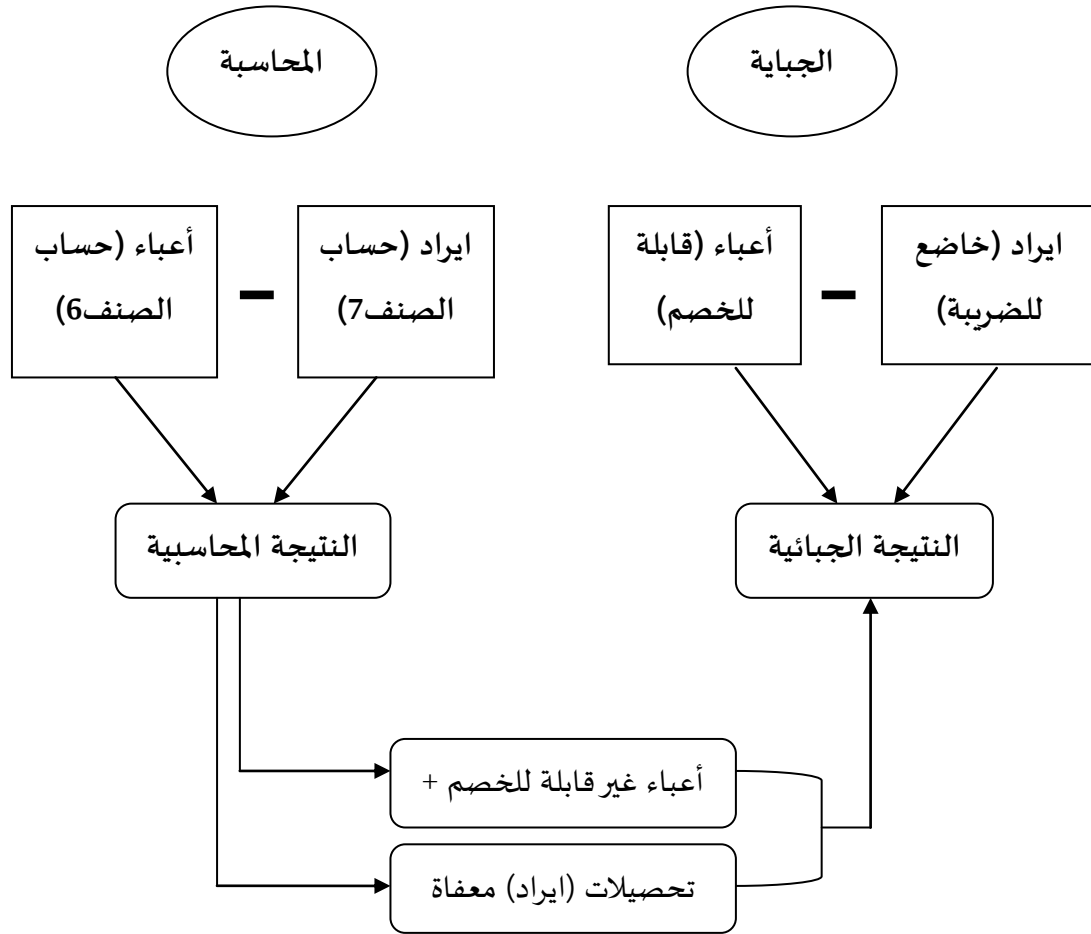 الجباية
المحاسبة
ايراد (خاضع
للضريبة)
أعباء (قابلة
للخصم)
ايراد (حساب
الصنف7)
أعباء (حساب
الصنف6)
النتيجة الجبائية
النتيجة المحاسبية
أعباء غير قابلة للخصم +
تحصيلات (ايراد) معفاة